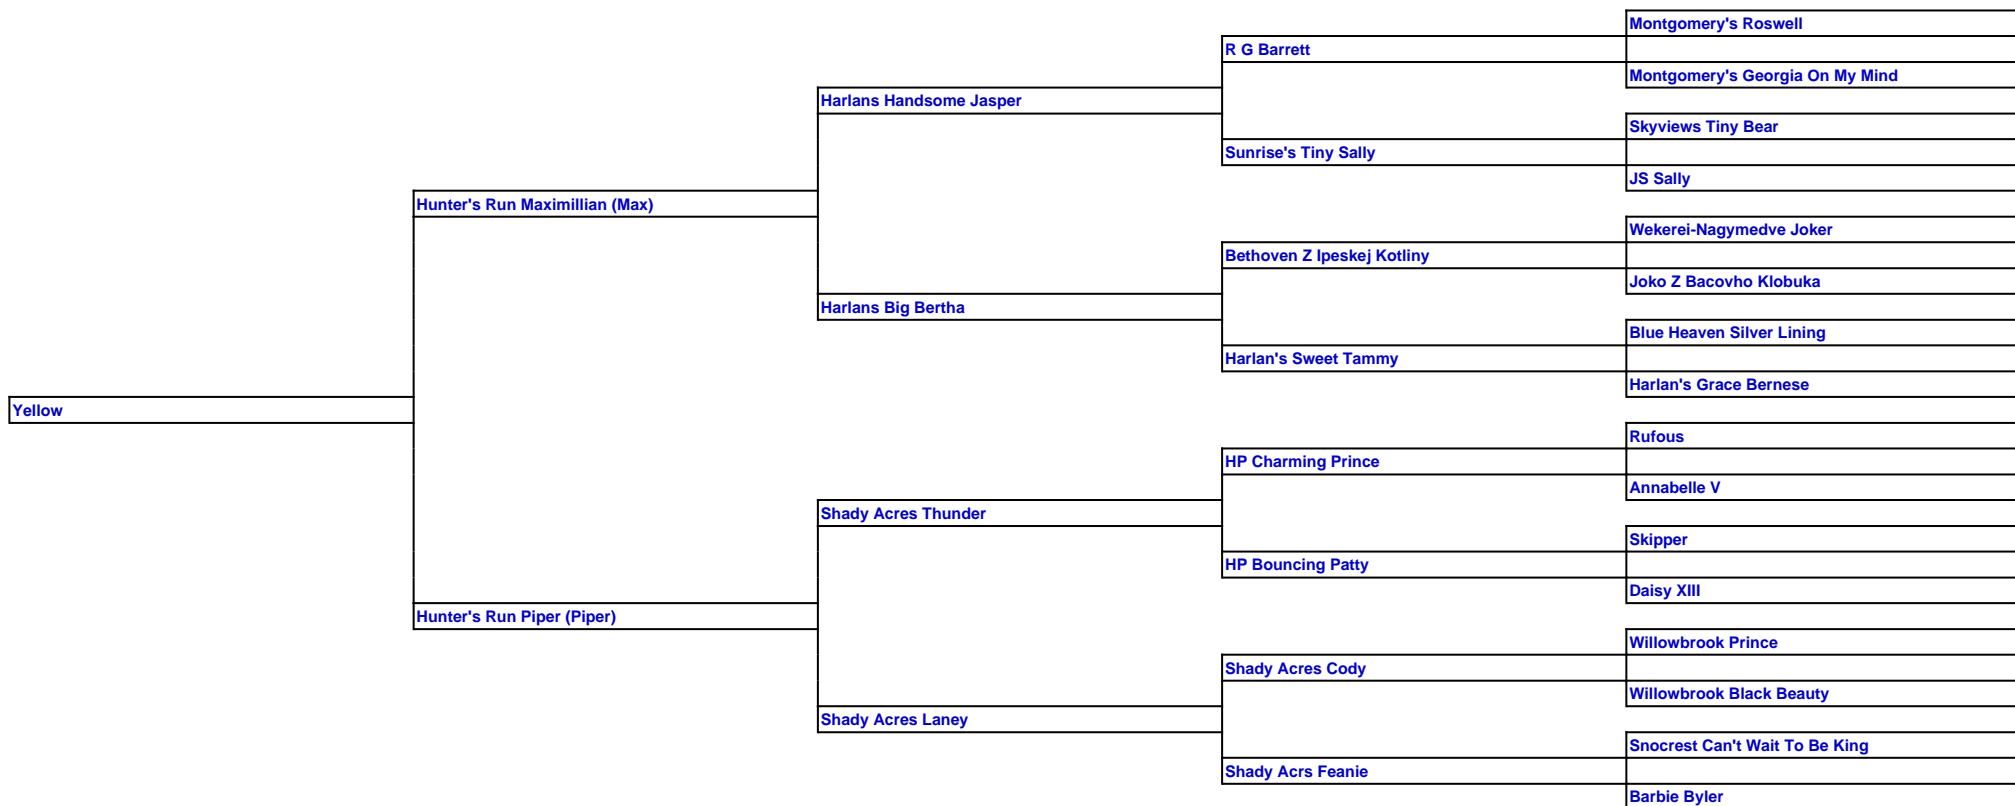 Montgomery's Roswell
R G Barrett
Montgomery's Georgia On My Mind
Harlans Handsome Jasper
Skyviews Tiny Bear
Sunrise's Tiny Sally
JS Sally
Hunter's Run Maximillian (Max)
Wekerei-Nagymedve Joker
Bethoven Z Ipeskej Kotliny
Joko Z Bacovho Klobuka
Harlans Big Bertha
Blue Heaven Silver Lining
Harlan's Sweet Tammy
Harlan's Grace Bernese
Yellow
Rufous
HP Charming Prince
Annabelle V
Shady Acres Thunder
Skipper
HP Bouncing Patty
Daisy XIII
Hunter's Run Piper (Piper)
Willowbrook Prince
Shady Acres Cody
Willowbrook Black Beauty
Shady Acres Laney
Snocrest Can't Wait To Be King
Shady Acrs Feanie
Barbie Byler